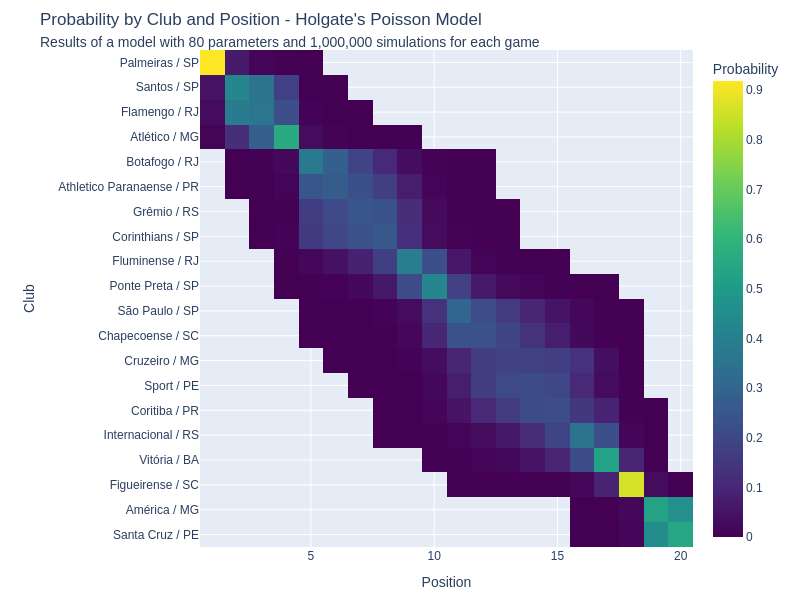 Probability by Club and Position - Holgate's Poisson Model
Results of a model with 80 parameters and 1,000,000 simulations for each game
Probability
Palmeiras / SP
Santos / SP
Flamengo / RJ
Atlético / MG
Botafogo / RJ
Athletico Paranaense / PR
Grêmio / RS
Corinthians / SP
Fluminense / RJ
Ponte Preta / SP
São Paulo / SP
Chapecoense / SC
Cruzeiro / MG
Sport / PE
Coritiba / PR
Internacional / RS
Vitória / BA
Figueirense / SC
América / MG
Santa Cruz / PE
Club
5
10
15
20
Position
0.9
0.8
0.7
0.6
0.5
0.4
0.3
0.2
0.1
0